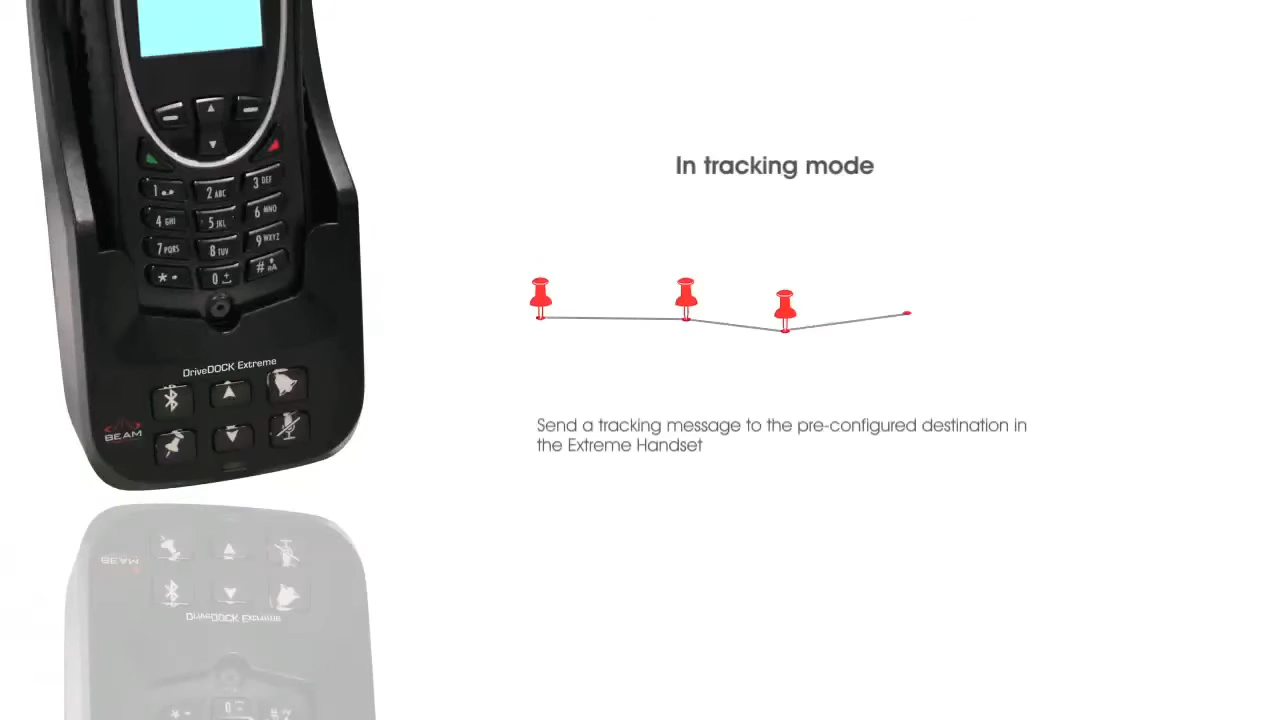 In tracking mode
Send a tracking message to the pre-configured destination in
the Extreme Handset
1
2 ABC
3 DEF
4 GHI
5 JKL
6 MNO
7 PQRS
8 TUV
9 WXYZ
*
0 +
#
DriveDOCK Extreme
BEAM